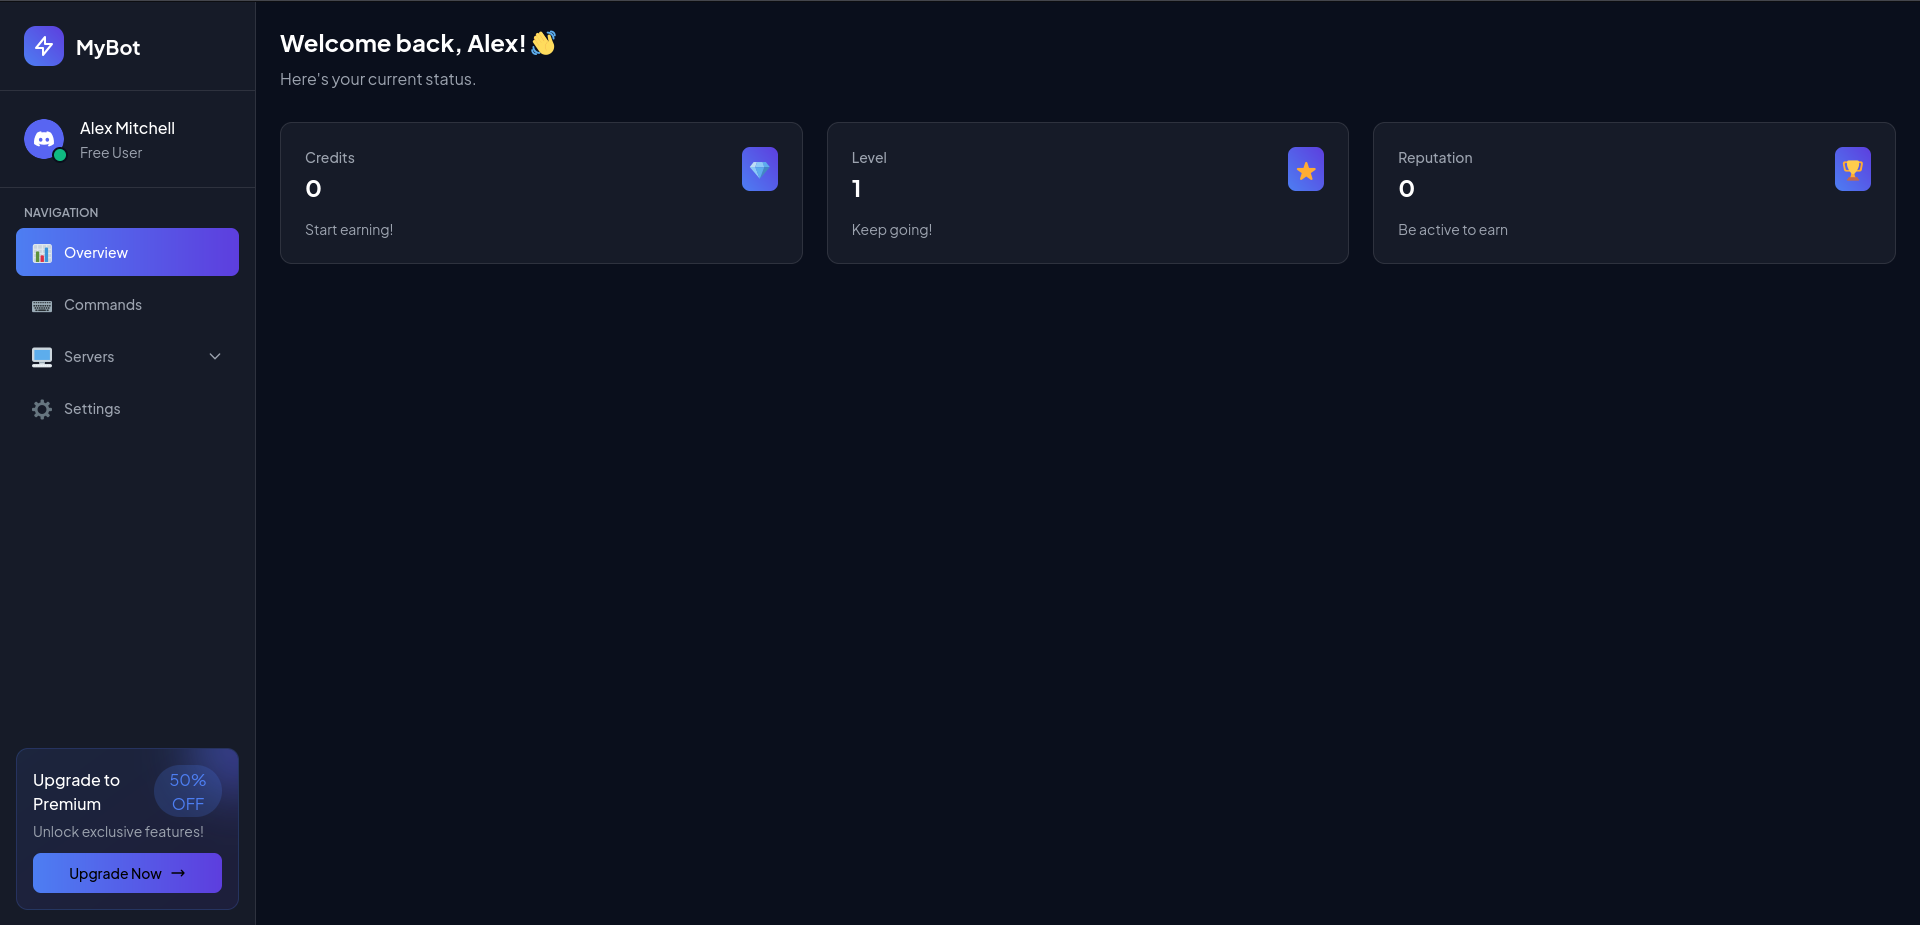 MyBot
Alex Mitchell
Free User
NAVIGATION
Overview
Commands
Servers
Settings
Upgrade to
Premium
50%
OFF
Unlock exclusive features!
Upgrade Now →
Welcome back, Alex! 👋
Here's your current status.
Credits
0
Start earning!
Level
1
Keep going!
Reputation
0
Be active to earn